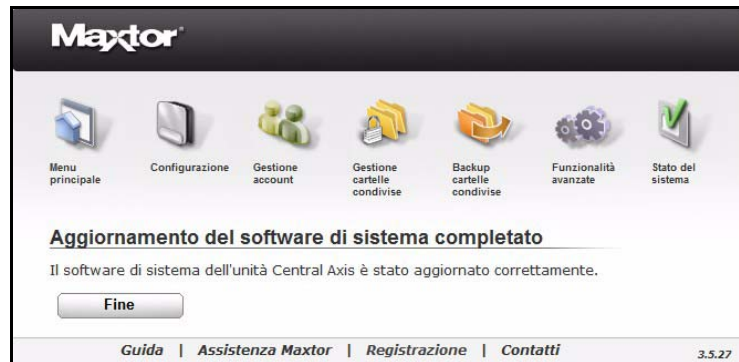 Maxtor
Menu
principale
Configurazione
Gestione
account
Gestione
cartelle
condivise
Backup
cartelle
condivise
Funzionalità
avanzate
Stato del
sistema
Aggiornamento del software di sistema completato
Il software di sistema dell'unità Central Axis è stato aggiornato correttamente.
Fine
Guida | Assistenza Maxtor | Registrazione | Contatti
3.5.27